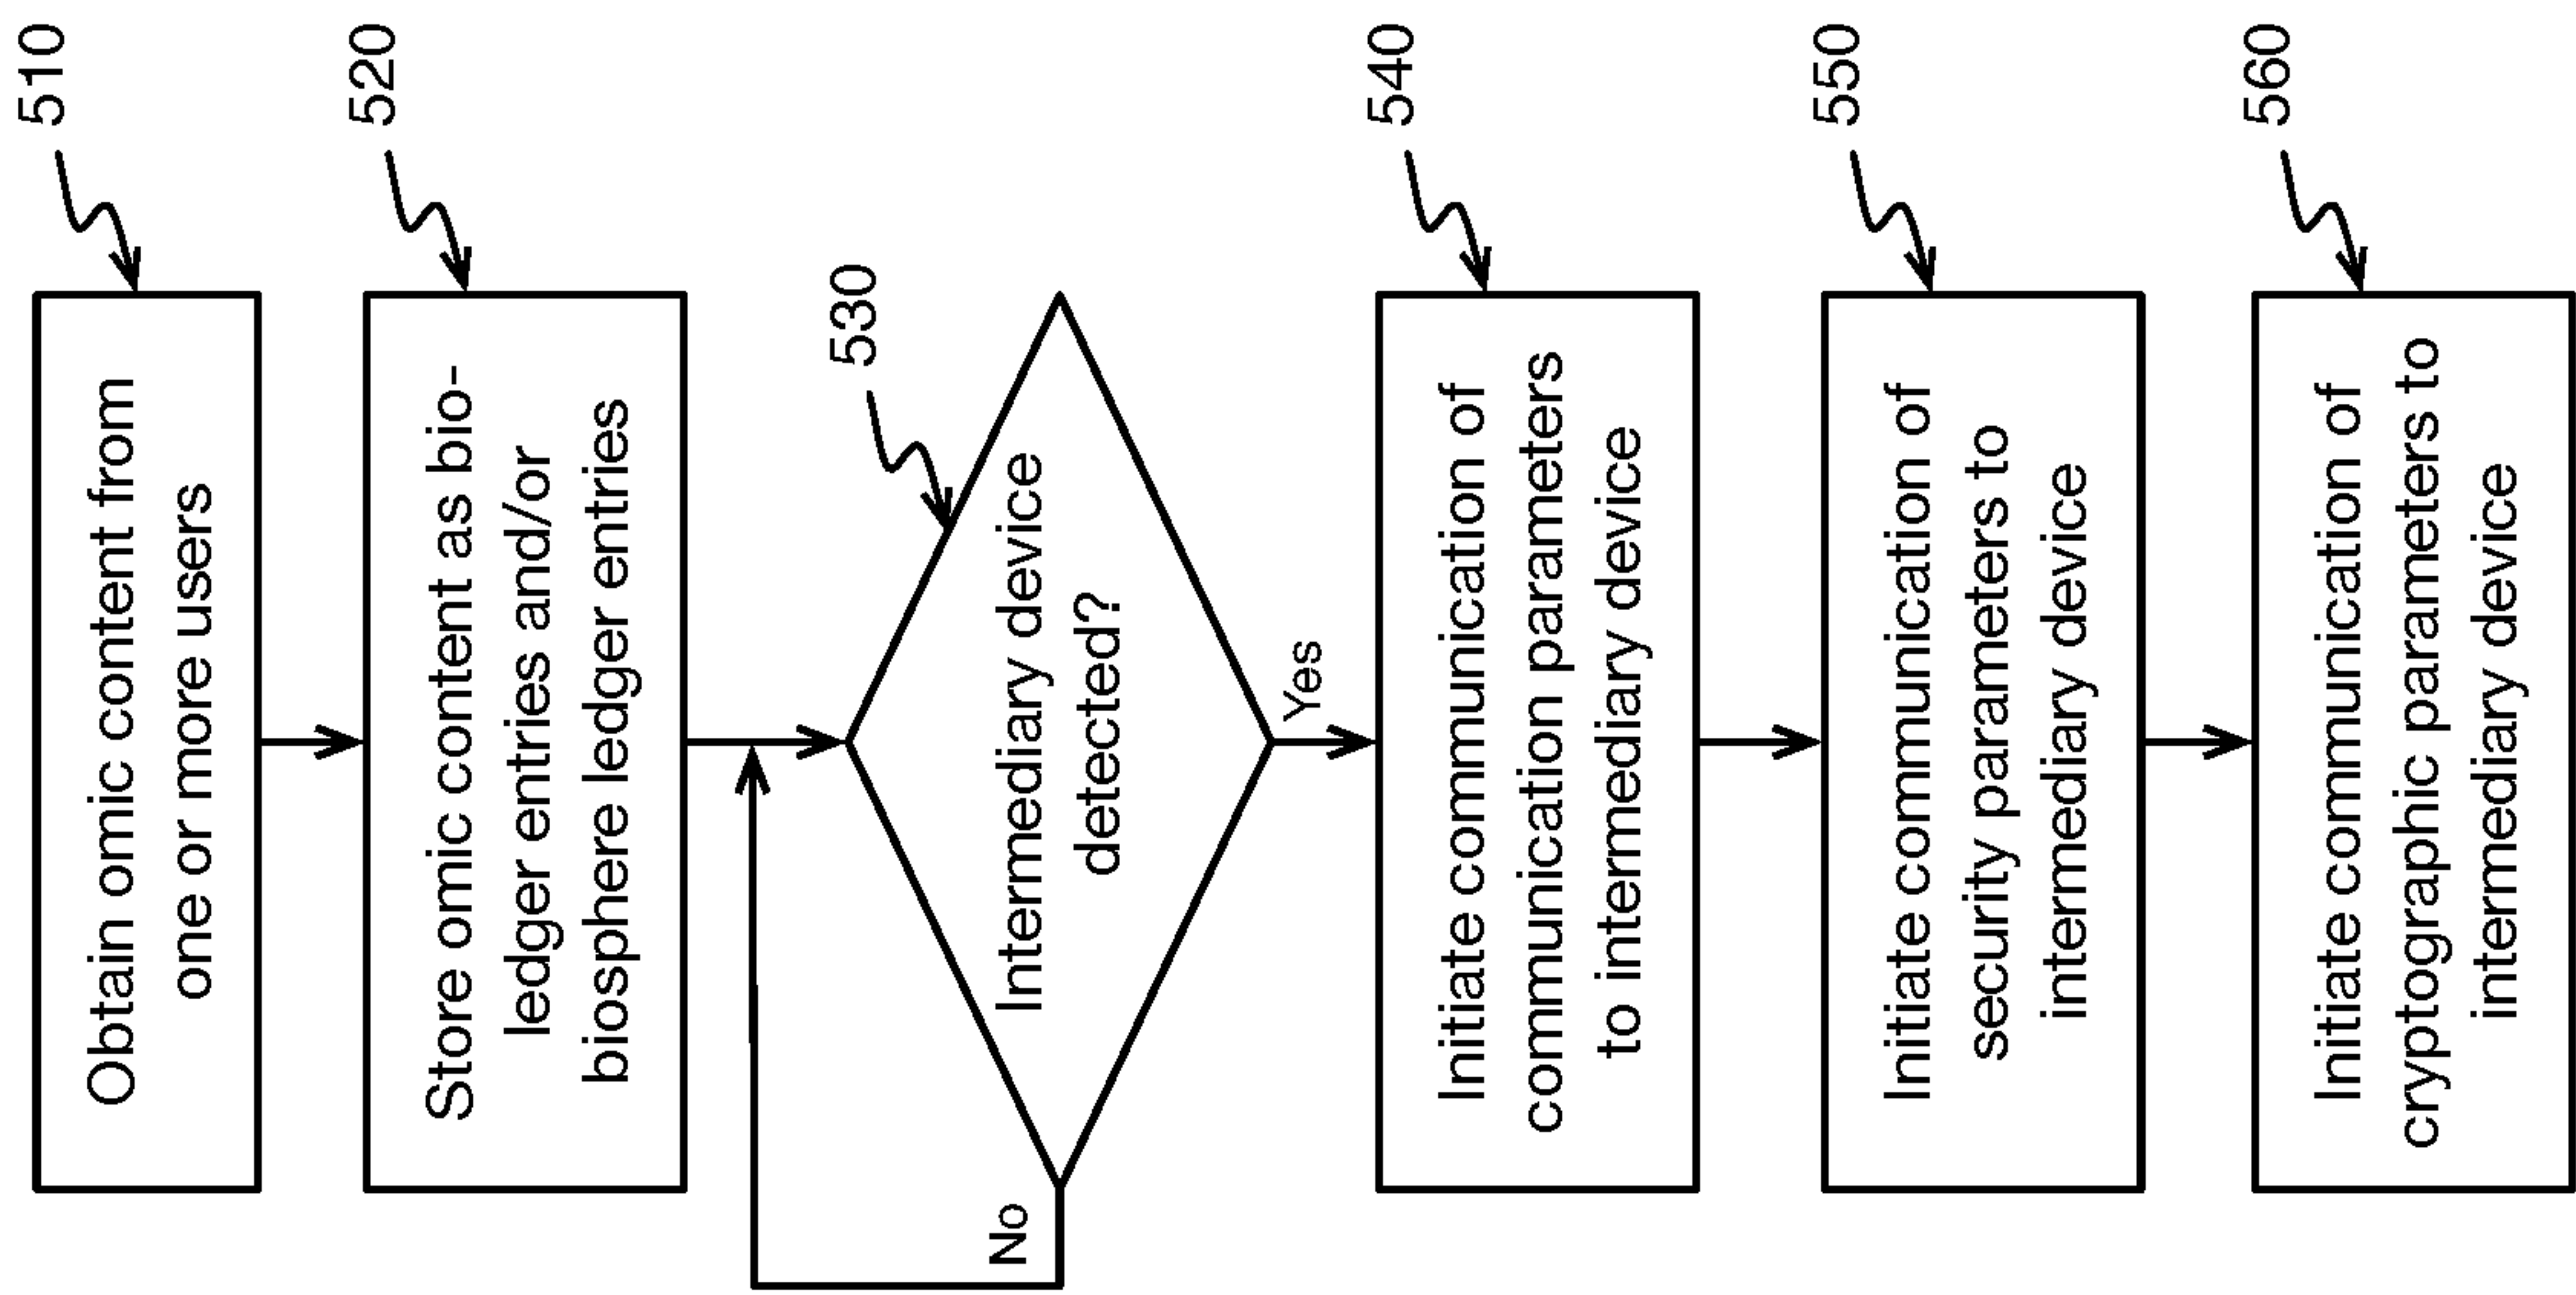 510
Obtain omic content from
one or more users
520
Store omic content as bio-
ledger entries and/or
biosphere ledger entries
530
Intermediary device
detected?
No
Yes
540
Initiate communication of
communication parameters
to intermediary device
550
Initiate communication of
security parameters to
intermediary device
560
Initiate communication of
cryptographic parameters to
intermediary device